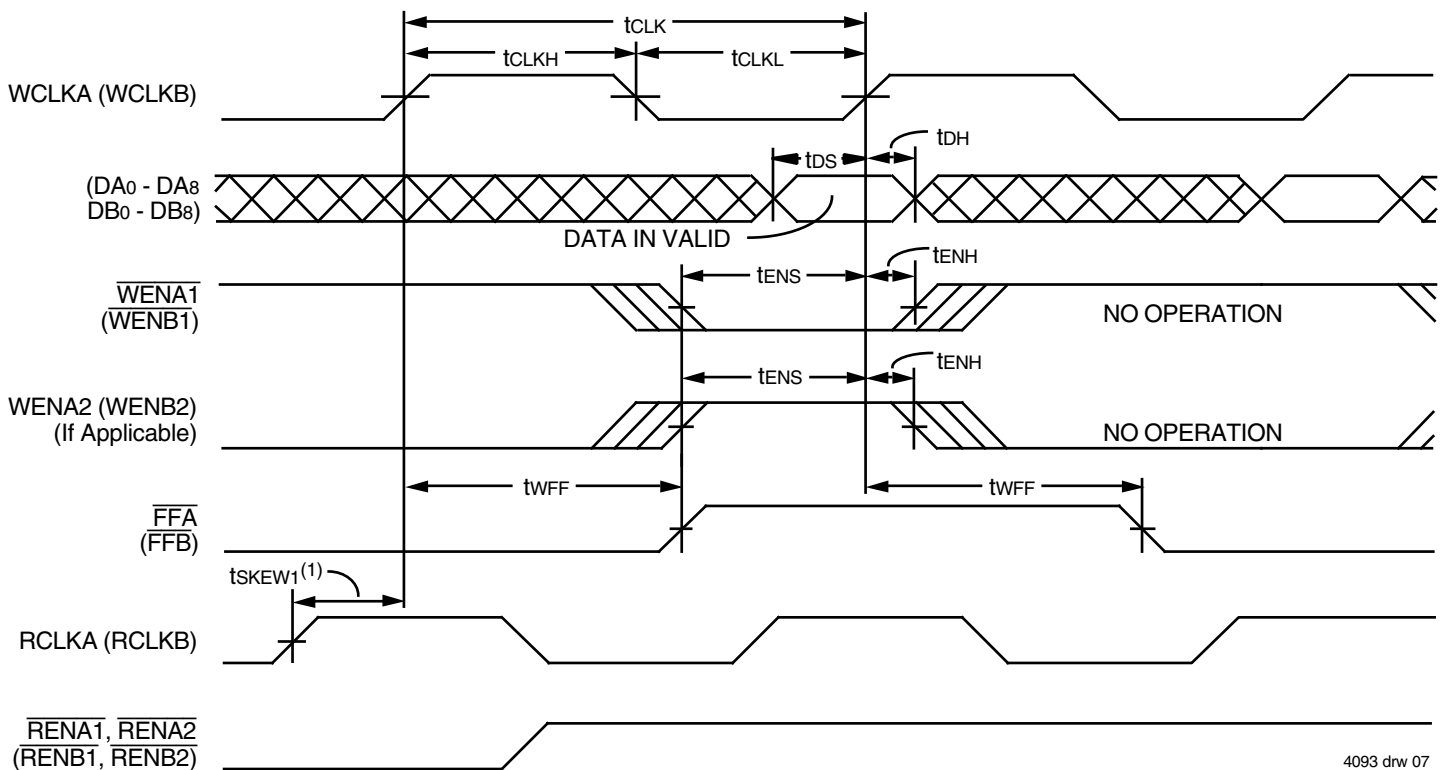 tCLK
tCLKH tCLKL
WCLKA (WCLKB)
tDH
tDS
(DA0 - DA8
DB0 - DB8)
DATA IN VALID
tENH
tENS
WENA1
(WENB1)
NO OPERATION
tENH
tENS
WENA2 (WENB2)
(If Applicable)
NO OPERATION
tWFF tWFF
FFA
(FFB)
tSKEW1(1)
RCLKA (RCLKB)
RENA1, RENA2
(RENB1, RENB2)
4093 drw 07